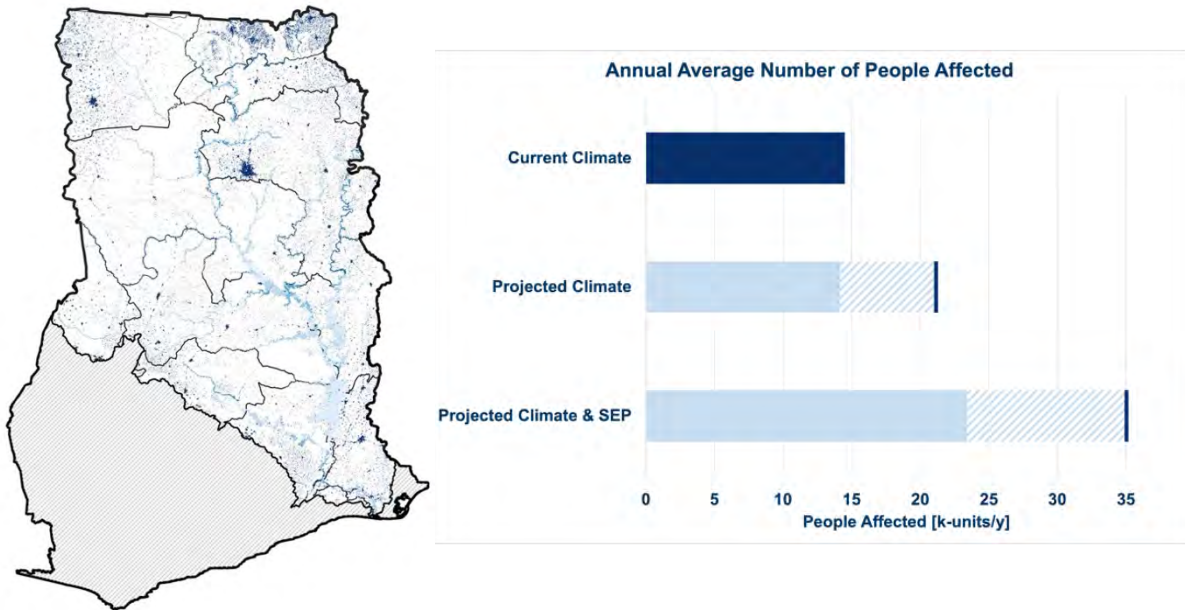 Annual Average Number of People Affected
Current Climate
Projected Climate
Projected Climate & SEP
0 5 10 15 20 25 30 35
People Affected [k-units/y]